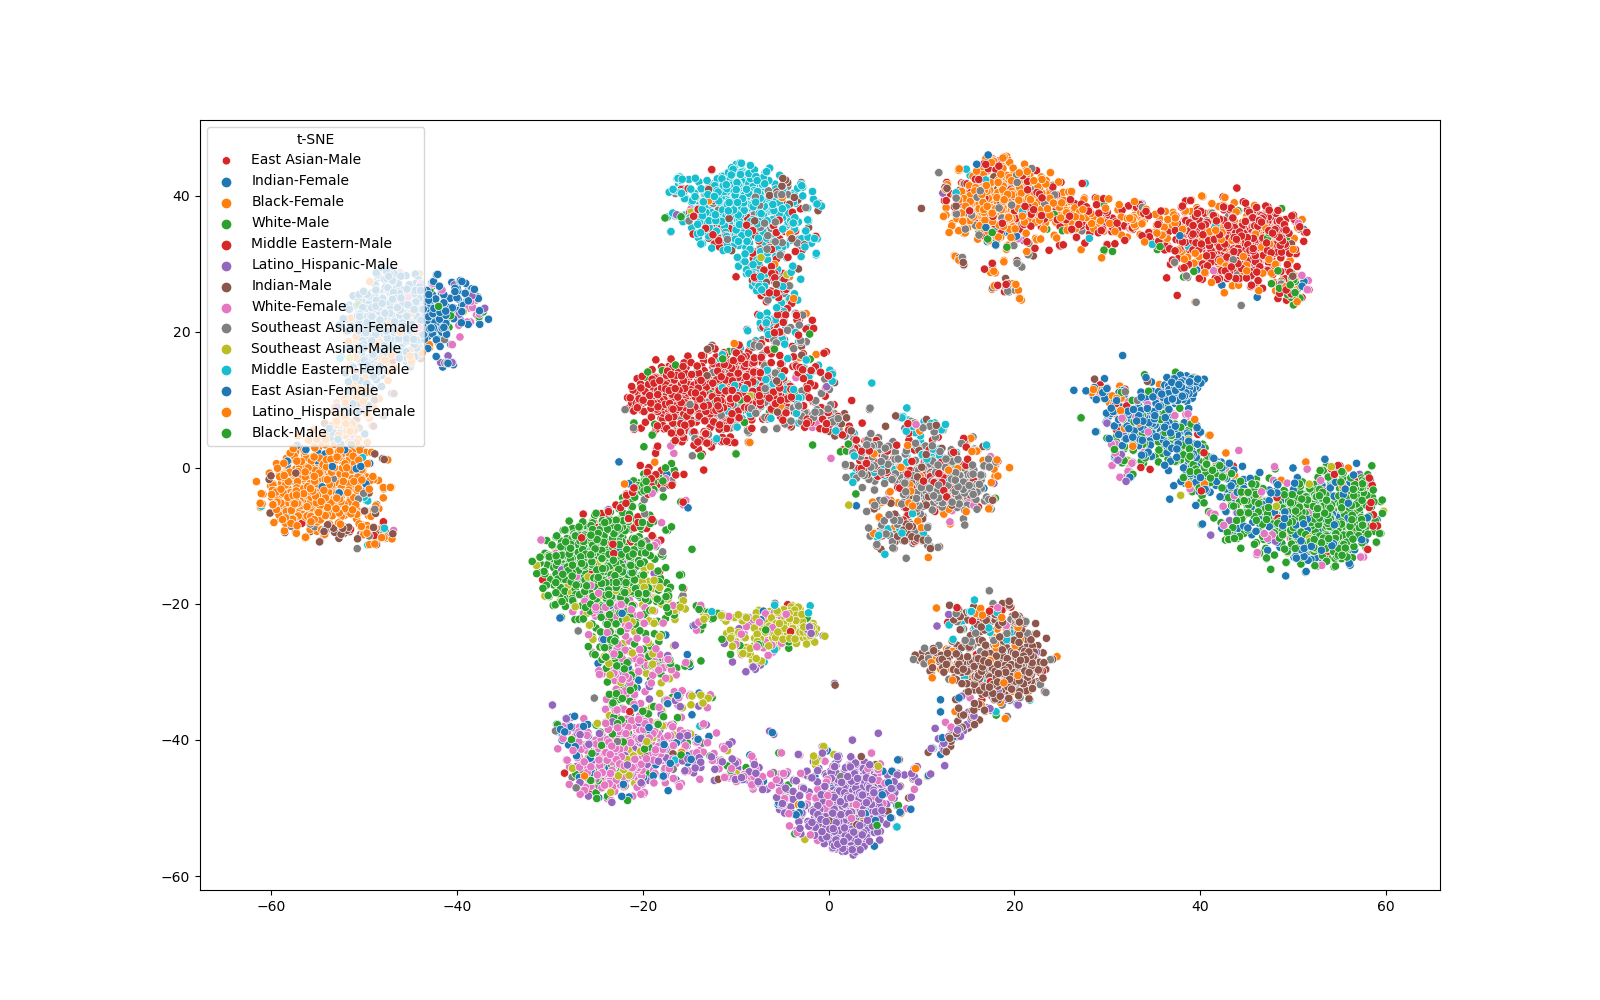 t-SNE
East Asian-Male
Indian-Female
Black-Female
White-Male
Middle Eastern-Male
Latino_Hispanic-Male
Indian-Male
White-Female
Southeast Asian-Female
Southeast Asian-Male
Middle Eastern-Female
East Asian-Female
Latino_Hispanic-Female
Black-Male
40
20
0
−20
−40
−60
−60 −40 −20 0 20 40 60